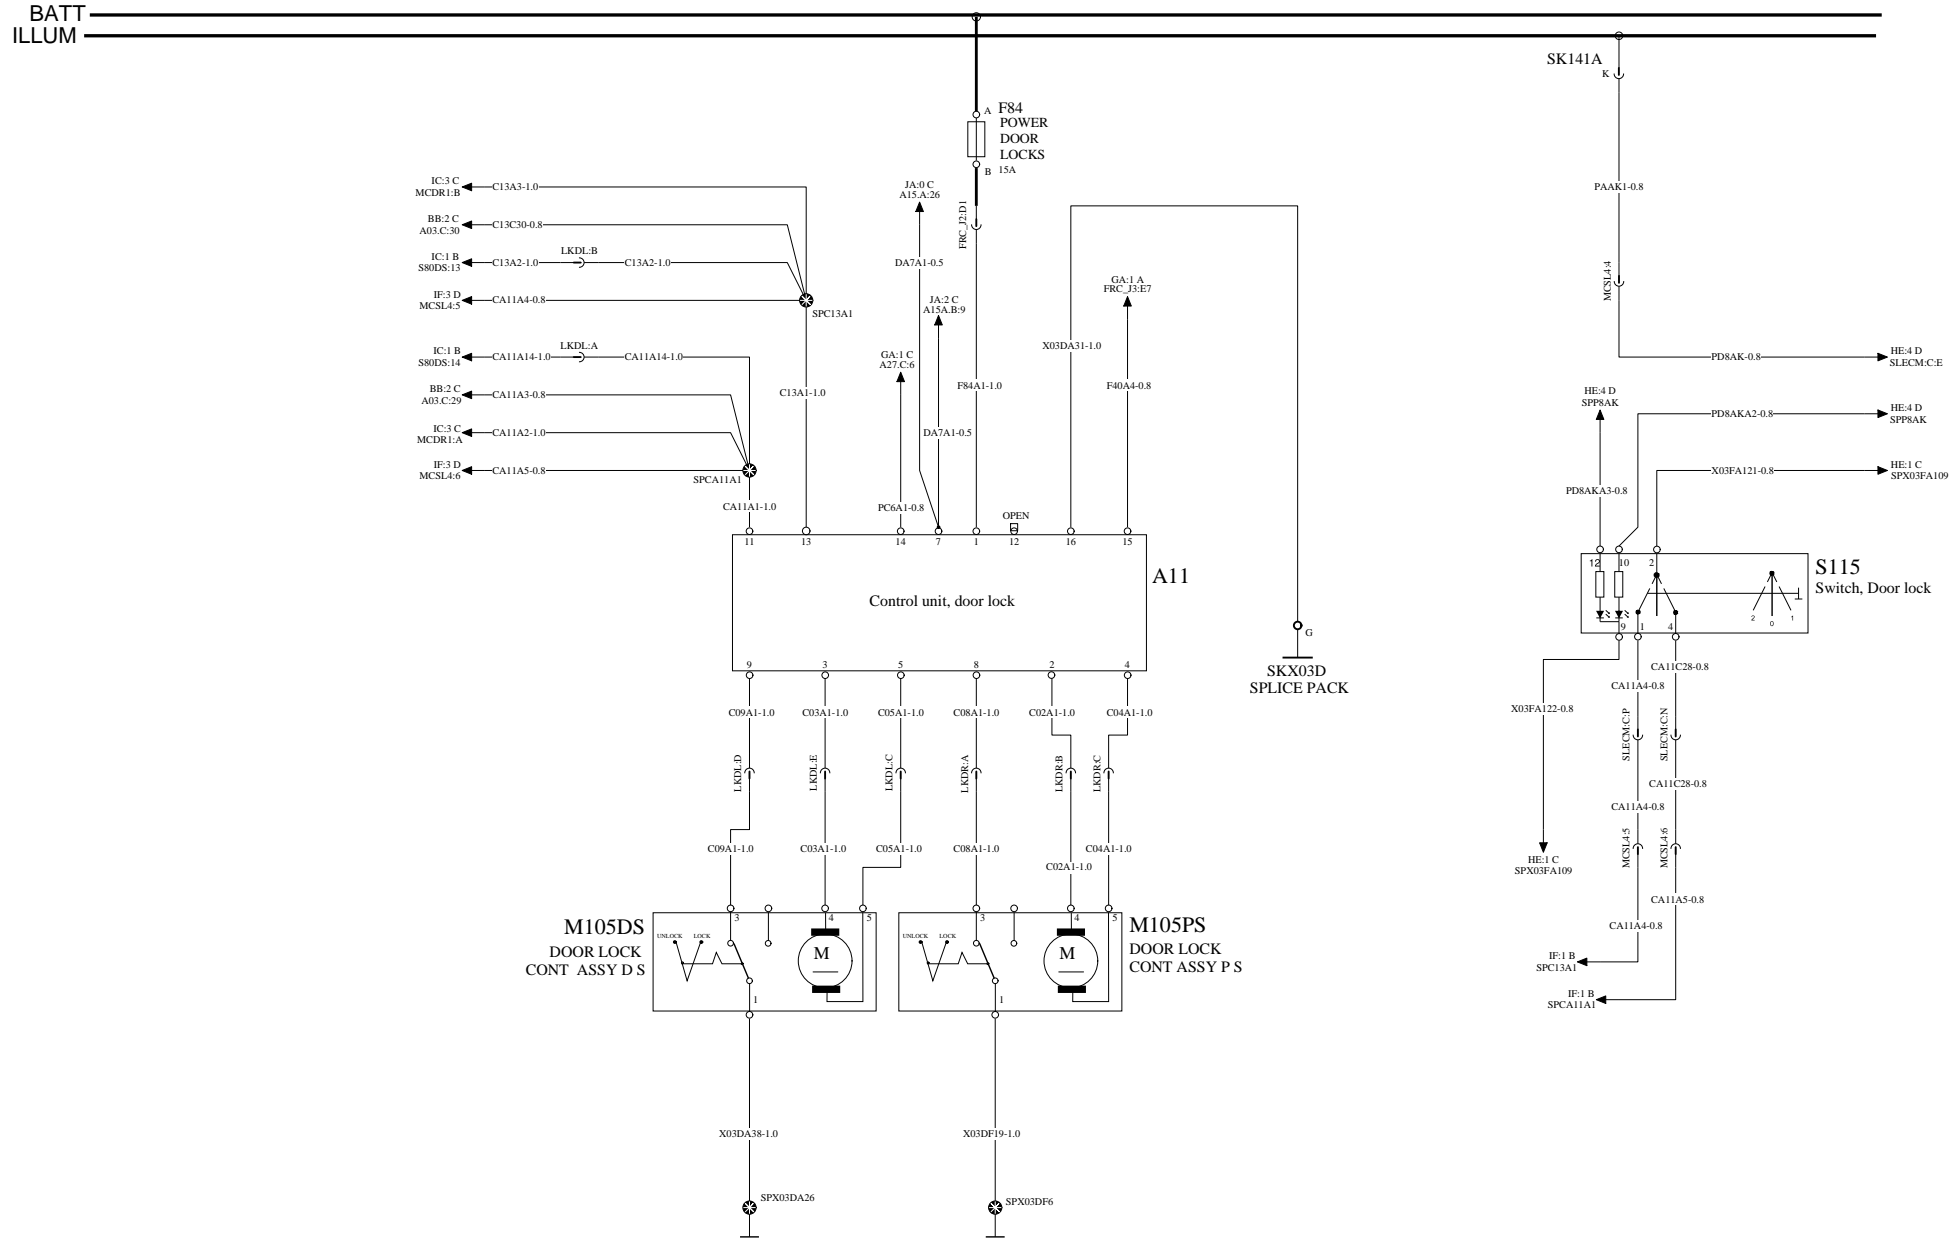 BATT
ILLUM
SK141A
K
A
F84
POWER
DOOR
LOCKS
B
15A
FRC_J2:D1
IC:3 C
MCDR1:B
C13A3-1.0
BB:2 C
A03.C:30
C13C30-0.8
IC:1 B
S80DS:13
C13A2-1.0
LKDL:B
C13A2-1.0
IF:3 D
MCSL4:5
CA11A4-0.8
SPC13A1
IC:1 B
S80DS:14
CA11A14-1.0
LKDL:A
CA11A14-1.0
BB:2 C
A03.C:29
CA11A3-0.8
IC:3 C
MCDR1:A
CA11A2-1.0
IF:3 D
MCSL4:6
CA11A5-0.8
SPCA11A1
CA11A1-1.0
C13A1-1.0
JA:0 C
A15.A:26
DA7A1-0.5
JA:2 C
A15A.B:9
DA7A1-0.5
GA:1 C
A27.C:6
PC6A1-0.8
F84A1-1.0
OPEN
X03DA31-1.0
GA:1 A
FRC_J3:E7
F40A4-0.8
11
13
14
7
1
12
16
15
A11
Control unit, door lock
9
3
5
8
2
4
G
SKX03D
SPLICE PACK
C09A1-1.0
C03A1-1.0
C05A1-1.0
C08A1-1.0
C02A1-1.0
C04A1-1.0
LKDL:D
LKDL:E
LKDL:C
LKDR:A
LKDR:B
LKDR:C
C09A1-1.0
C03A1-1.0
C05A1-1.0
C08A1-1.0
C02A1-1.0
C04A1-1.0
M105DS
DOOR LOCK
CONT ASSY D S
3
4
5
UNLOCK
LOCK
M
1
M105PS
DOOR LOCK
CONT ASSY P S
3
4
5
UNLOCK
LOCK
M
1
X03DA38-1.0
X03DF19-1.0
SPX03DA26
SPX03DF6
PAAK1-0.8
MCSL4:4
PD8AK-0.8
HE:4 D
SLECM:C:E
HE:4 D
SPP8AK
PD8AKA2-0.8
HE:4 D
SPP8AK
X03FA121-0.8
HE:1 C
SPX03FA109
PD8AKA3-0.8
12
10
2
S115
Switch, Door lock
2
0
1
9
1
4
CA11C28-0.8
CA11A4-0.8
X03FA122-0.8
SLECM:C:P
SLECM:C:N
CA11C28-0.8
CA11A4-0.8
MCSL4:5
MCSL4:6
HE:1 C
SPX03FA109
CA11A5-0.8
CA11A4-0.8
IF:1 B
SPC13A1
IF:1 B
SPCA11A1